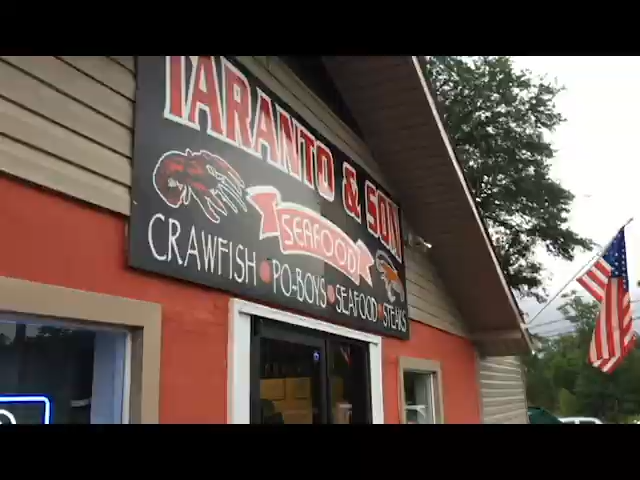 TARANTO & SON
SEAFOOD
CRAWFISH • PO-BOYS • SEAFOOD • STEAKS